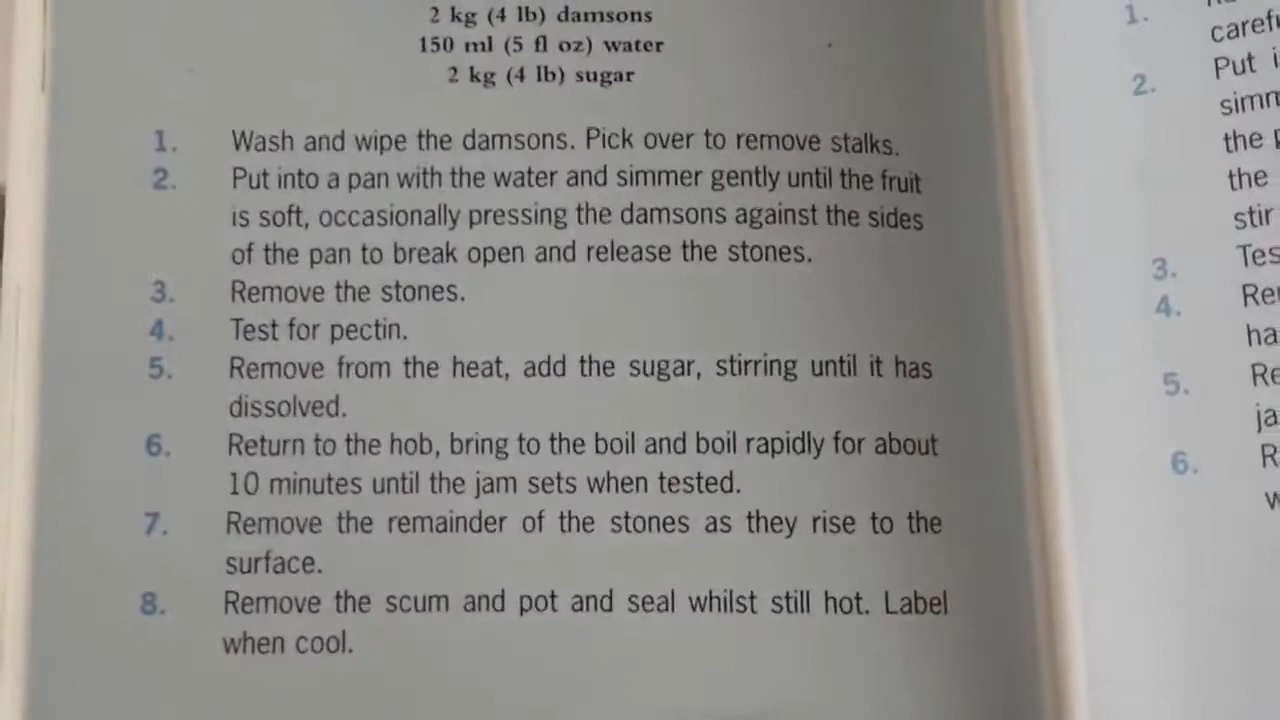 2 kg (4 lb) damsons
150 ml (5 fl oz) water
2 kg (4 lb) sugar
1. Wash and wipe the damsons. Pick over to remove stalks.
2. Put into a pan with the water and simmer gently until the fruit
is soft, occasionally pressing the damsons against the sides
of the pan to break open and release the stones.
3. Remove the stones.
4. Test for pectin.
5. Remove from the heat, add the sugar, stirring until it has
dissolved.
6. Return to the hob, bring to the boil and boil rapidly for about
10 minutes until the jam sets when tested.
7. Remove the remainder of the stones as they rise to the
surface.
8. Remove the scum and pot and seal whilst still hot. Label
when cool.
1.
2. Put
the
the
stir
3.
4.
5.
6.